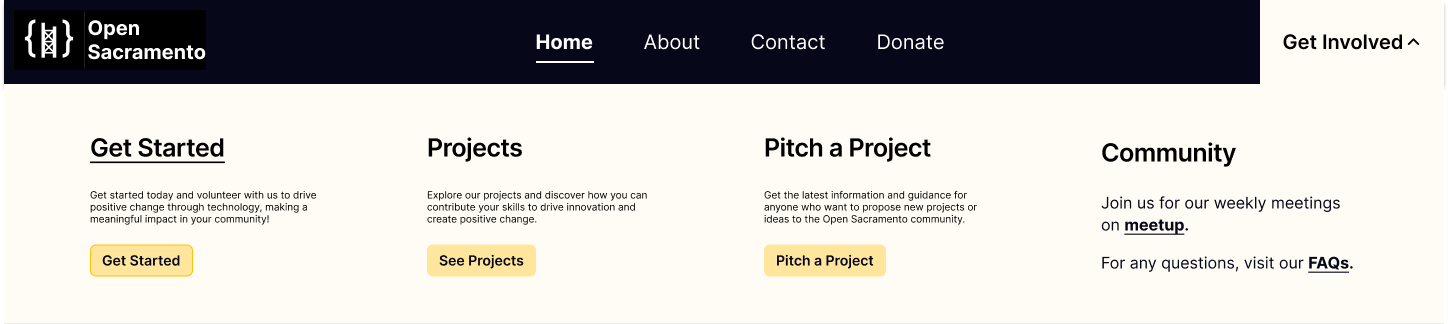 Open
Sacramento
Home
About
Contact
Donate
Get Involved
Get Started
Get started today and volunteer with us to drive
positive change through technology, making a
meaningful impact in your community!
Get Started
Projects
Explore our projects and discover how you can
contribute your skills to drive innovation and
create positive change.
See Projects
Pitch a Project
Get the latest information and guidance for
anyone who want to propose new projects or
ideas to the Open Sacramento community.
Pitch a Project
Community
Join us for our weekly meetings
on meetup.
For any questions, visit our FAQs.